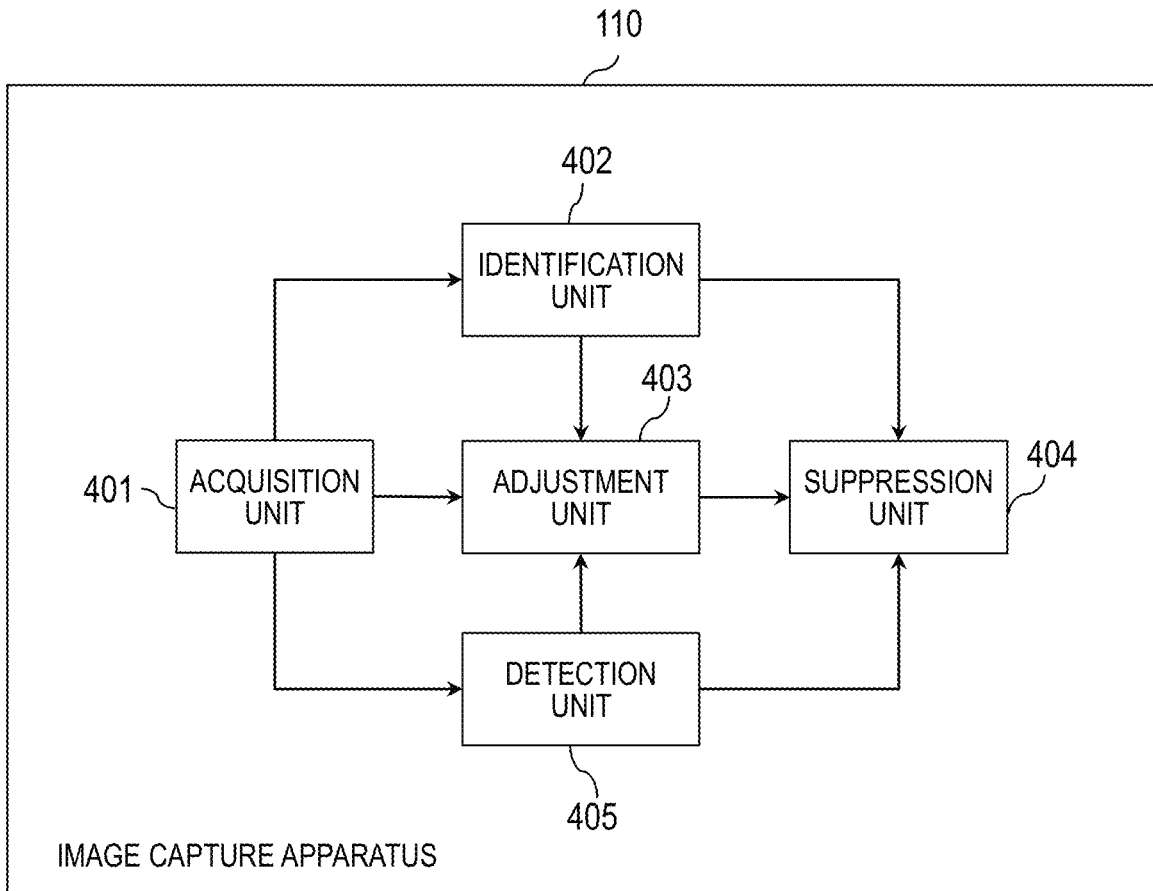 110
402
IDENTIFICATION
UNIT
403
401
ACQUISITION
UNIT
ADJUSTMENT
UNIT
SUPPRESSION
UNIT
404
DETECTION
UNIT
405
IMAGE CAPTURE APPARATUS